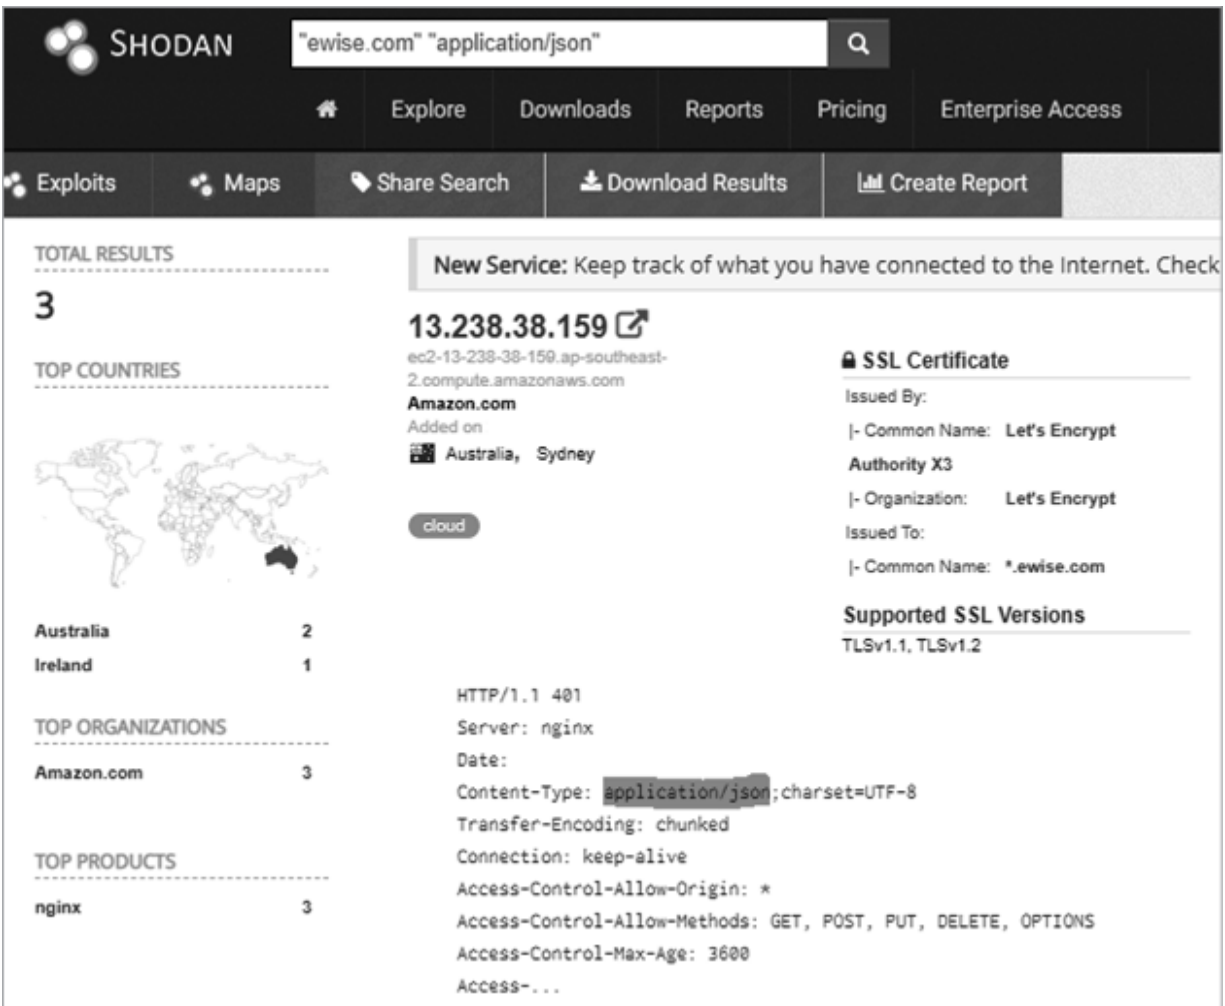 SHODAN
"ewise.com" "application/json"
Explore Downloads Reports Pricing Enterprise Access
Exploits Maps Share Search Download Results Create Report
TOTAL RESULTS
3
TOP COUNTRIES
Australia 2
Ireland 1
TOP ORGANIZATIONS
Amazon.com 3
TOP PRODUCTS
nginx 3
New Service: Keep track of what you have connected to the Internet. Check
13.238.38.159
ec2-13-238-38-159.ap-southeast-
2.compute.amazonaws.com
Amazon.com
Added on
Australia, Sydney
cloud
SSL Certificate
Issued By:
|- Common Name: Let's Encrypt
Authority X3
|- Organization: Let's Encrypt
Issued To:
|- Common Name: *.ewise.com
Supported SSL Versions
TLSv1.1, TLSv1.2
HTTP/1.1 401
Server: nginx
Date:
Content-Type: application/json;charset=UTF-8
Transfer-Encoding: chunked
Connection: keep-alive
Access-Control-Allow-Origin: *
Access-Control-Allow-Methods: GET, POST, PUT, DELETE, OPTIONS
Access-Control-Max-Age: 3600
Access-...